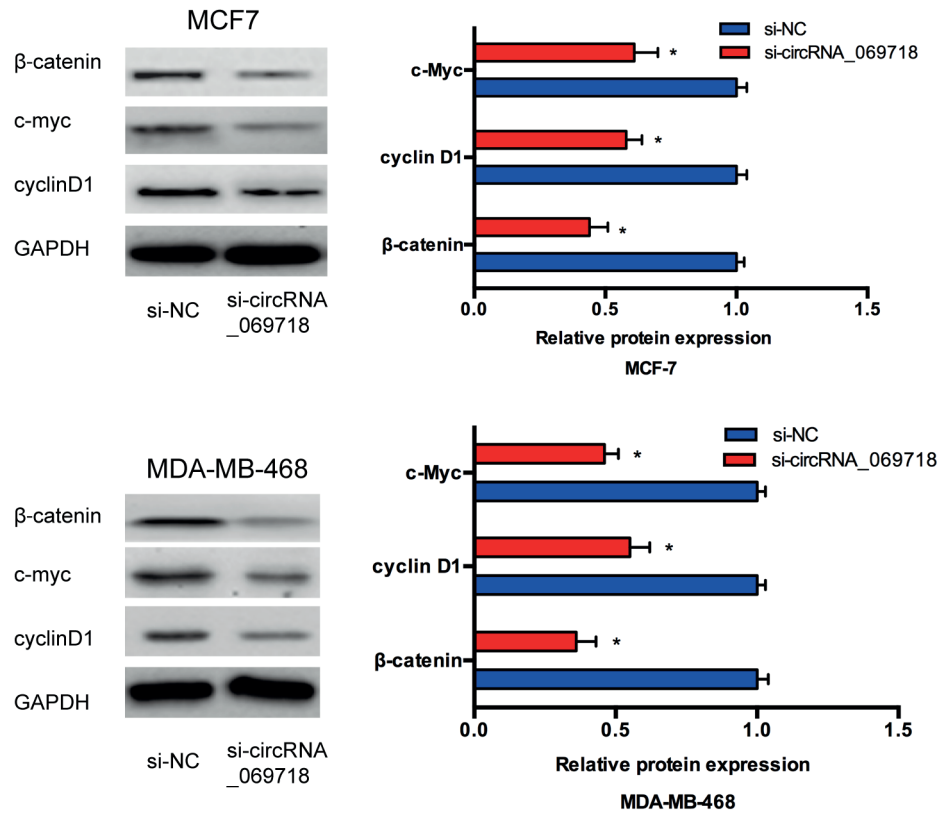 MCF7
β-catenin
c-myc
cyclinD1
GAPDH
si-NC
si-circRNA
_069718
si-NC
si-circRNA_069718
c-Myc
cyclin D1
β-catenin
*
*
*
0.0
0.5
1.0
1.5
Relative protein expression
MCF-7
MDA-MB-468
β-catenin
c-myc
cyclinD1
GAPDH
si-NC
si-circRNA
_069718
si-NC
si-circRNA_069718
c-Myc
cyclin D1
β-catenin
*
*
*
0.0
0.5
1.0
1.5
Relative protein expression
MDA-MB-468